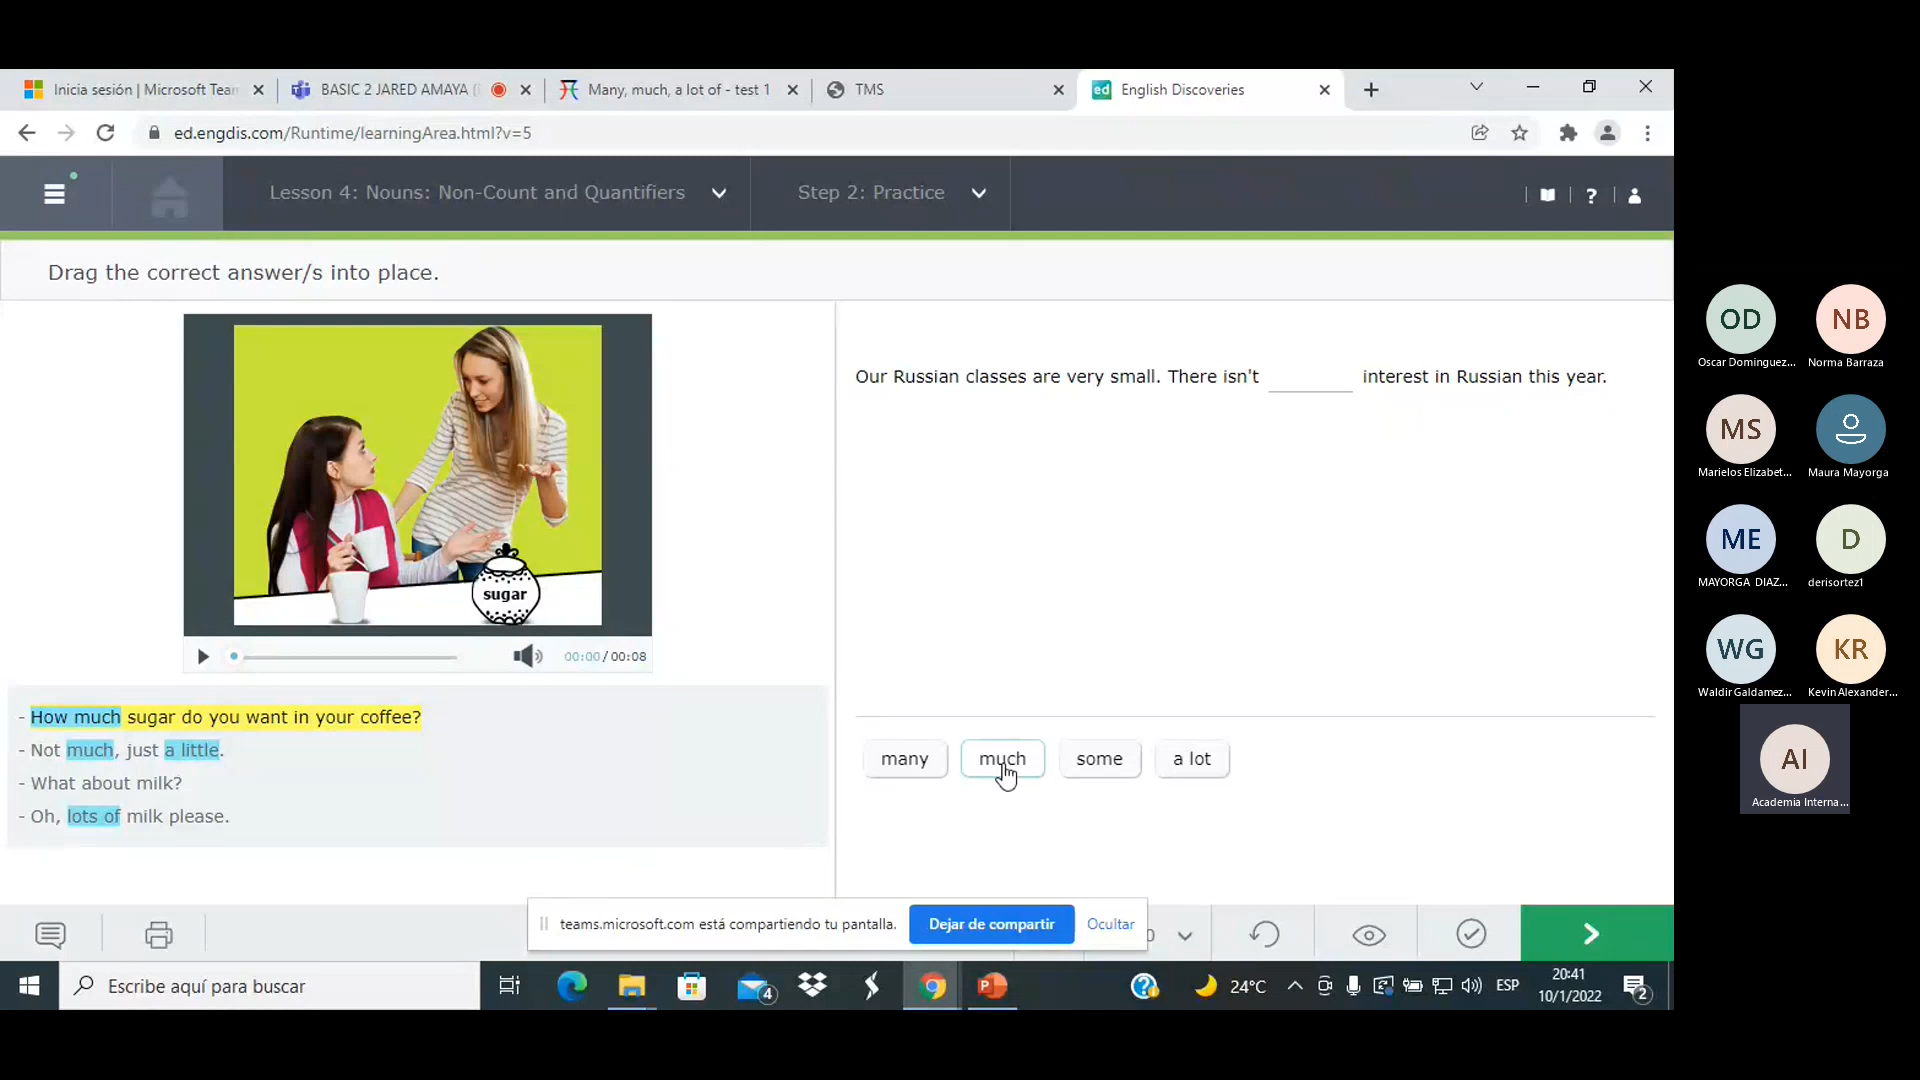 Inicia sesión | Microsoft Team
BASIC 2 JARED AMAYA (
Many, much, a lot of - test 1
TMS
ed
English Discoveries
ed.engdis.com/Runtime/learningArea.html?v=5
Lesson 4: Nouns: Non-Count and Quantifiers
Step 2: Practice
?
Drag the correct answer/s into place.
sugar
00:00 / 00:08
- How much sugar do you want in your coffee?
- Not much, just a little.
- What about milk?
- Oh, lots of milk please.
Our Russian classes are very small. There isn't ________ interest in Russian this year.
many
much
some
a lot
teams.microsoft.com está compartiendo tu pantalla.
Dejar de compartir
Ocultar
Escribe aquí para buscar
4
P
?
24°C
ESP
20:41
10/1/2022
2
OD
Oscar Dominguez...
NB
Norma Barraza
MS
Marielos Elizabet...
Maura Mayorga
ME
MAYORGA DIAZ...
D
derisortez1
WG
Waldir Galdamez...
KR
Kevin Alexander...
AI
Academia Interna...